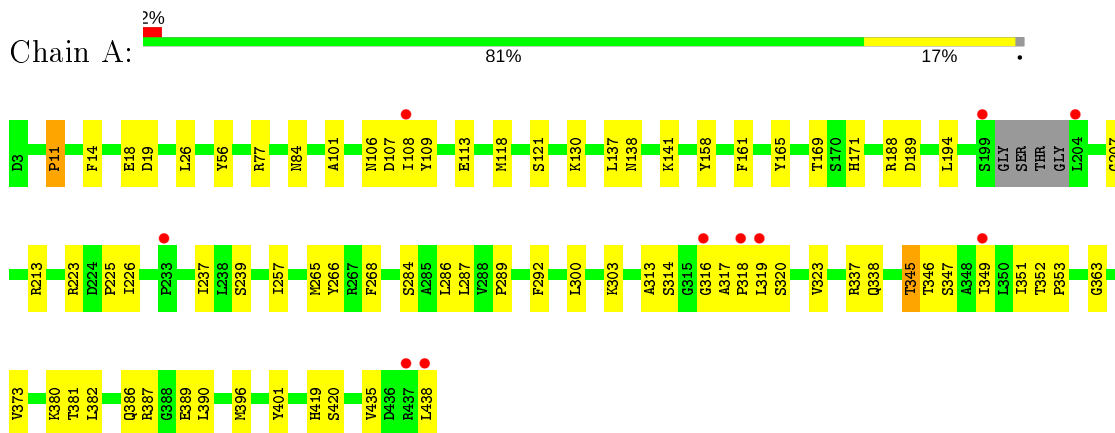 2%
Chain A:
81% 17% •
D3 P11 F14 E18 D19 L26 Y56 R77 N84 A101 N106 D107 I108 Y109 E113 M118 S121 K130 L137 N138 K141 Y158 F161 Y165 T169 S170 H171 R188 D189 L194 S199 GLY SER THR GLY L204
R213 R223 D224 P225 I226 P233 I237 L238 S239 I257 M265 Y266 R267 F268 S284 A285 L286 L287 V288 P289 F292 L300 K303 A313 S314 G315 G316 A317 P318 L319 S320 V323 R337 Q338 T345 T346 S347 A348 I349 L350 I351 T352 P353 G363
V373 K380 T381 L382 Q386 R387 G388 E389 L390 M396 Y401 H419 S420 V435 D436 R437 L438